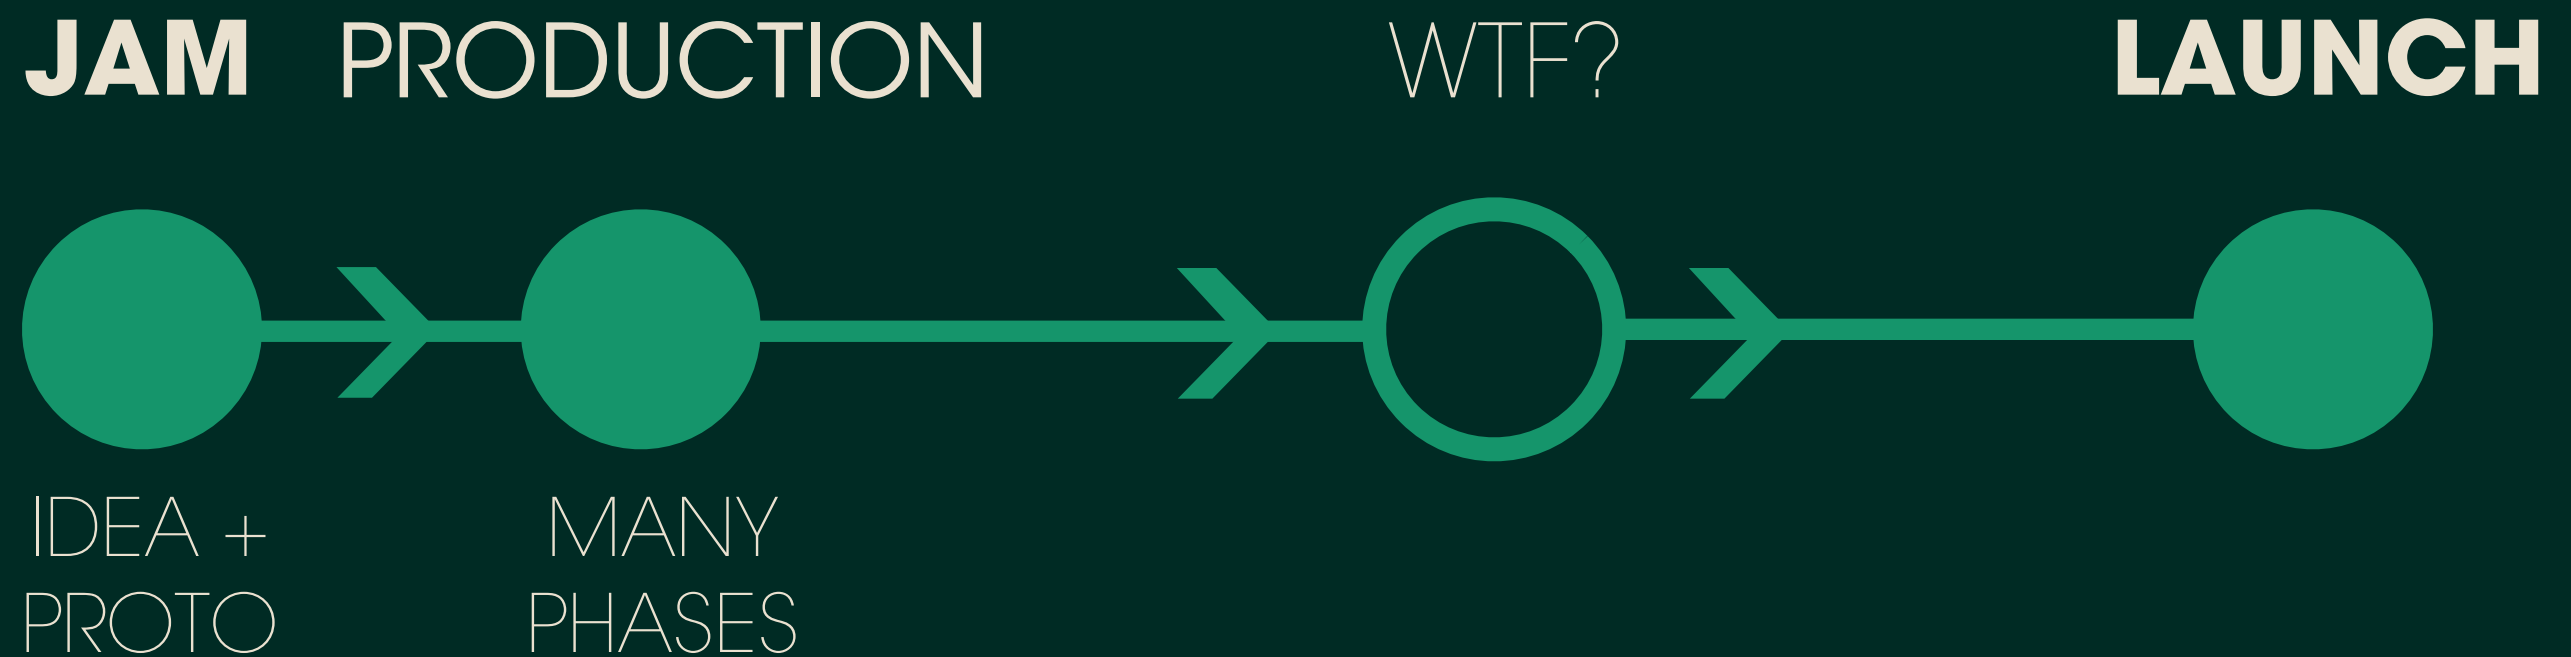 JAM PRODUCTION WTF? LAUNCH
IDEA + MANY
PROTO PHASES